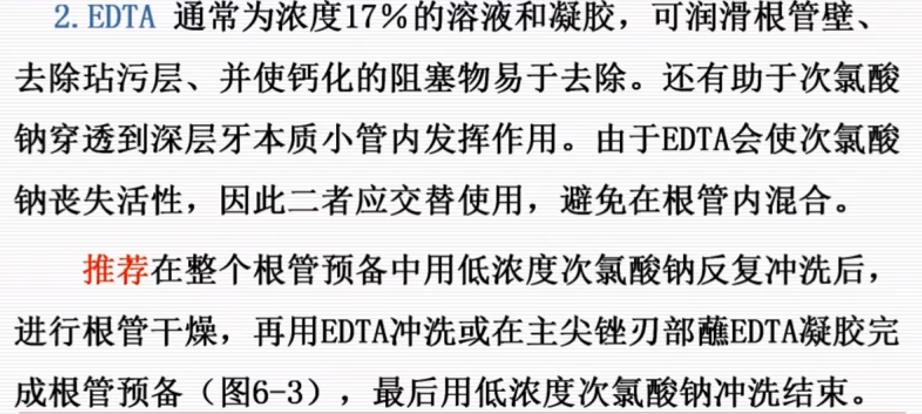 2.EDTA 通常为浓度17%的溶液和凝胶，可润滑根管壁、
去除玷污层、并使钙化的阻塞物易于去除。还有助于次氯酸
钠穿透到深层牙本质小管内发挥作用。由于EDTA会使次氯酸
钠丧失活性，因此二者应交替使用，避免在根管内混合。
推荐在整个根管预备中用低浓度次氯酸钠反复冲洗后，
进行根管干燥，再用EDTA冲洗或在主尖锉刃部蘸EDTA凝胶完
成根管预备（图6-3），最后用低浓度次氯酸钠冲洗结束。